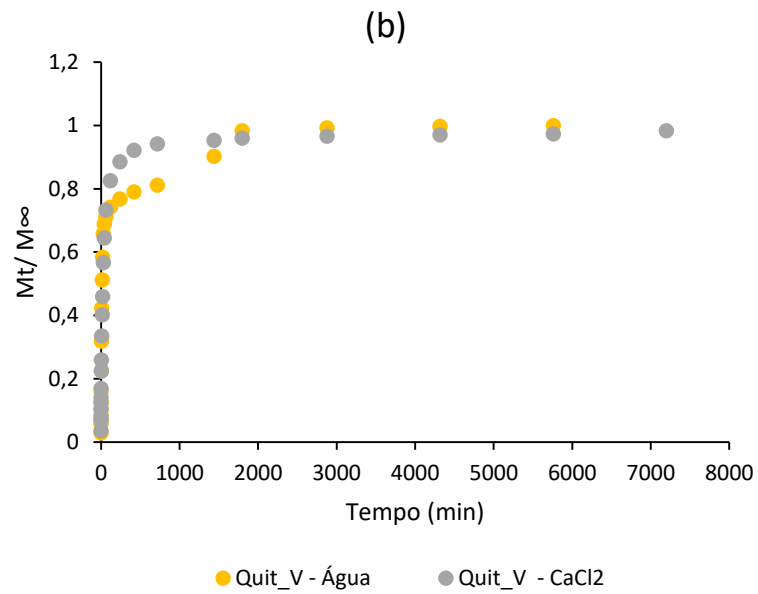 (b)
1,2
1
0,8
0,6
0,4
0,2
0
Mt/ M∞
0 1000 2000 3000 4000 5000 6000 7000 8000
Tempo (min)
Quit_V - Água Quit_V - CaCl2